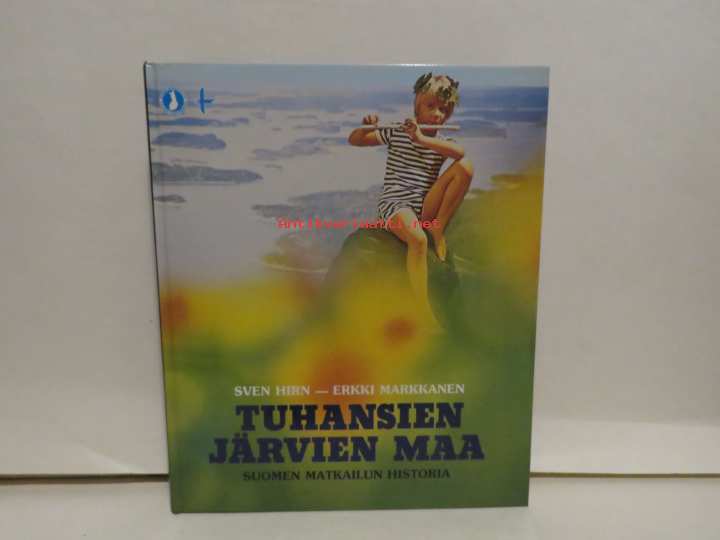 Antikvariaatti.net
SVEN HIRN — ERKKI MARKKANEN
TUHANSIEN
JÄRVIEN MAA
SUOMEN MATKAILUN HISTORIA